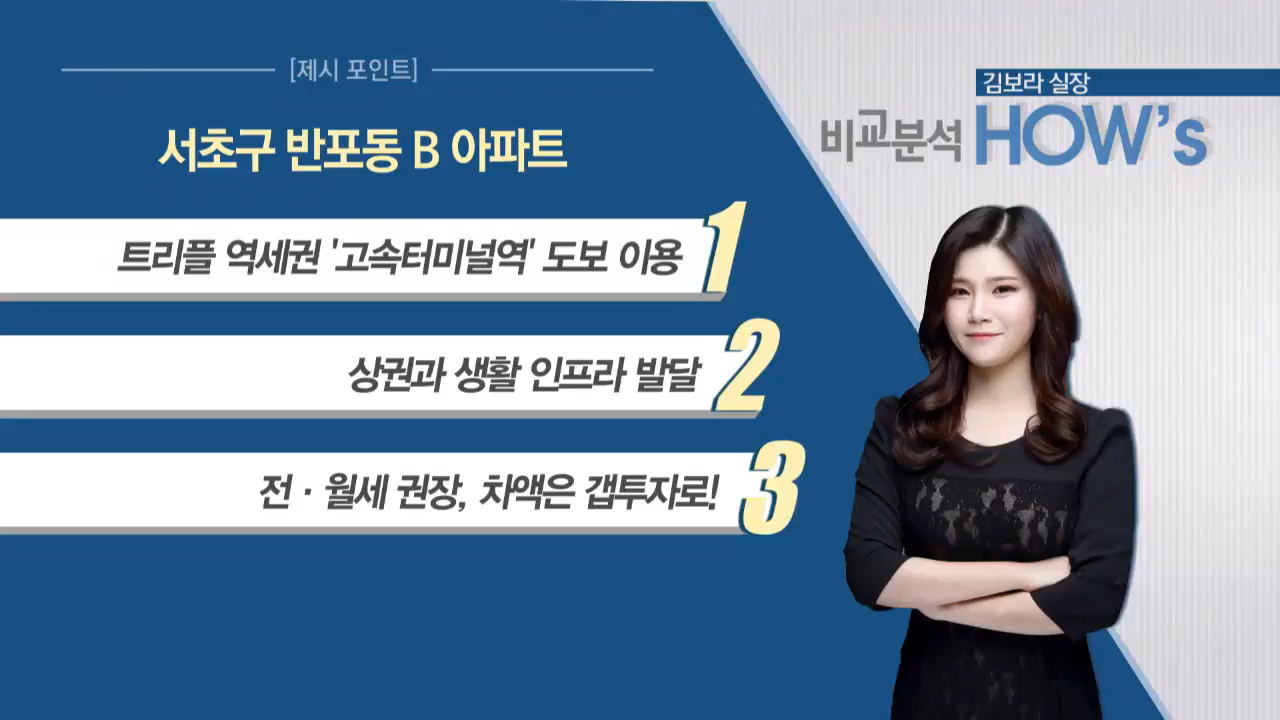 [제시 포인트]
서초구 반포동 B 아파트
트리플 역세권 '고속터미널역' 도보 이용 1
상권과 생활 인프라 발달 2
전·월세 권장, 차액은 갭투자로! 3
김보라 실장
비교분석 HOW's